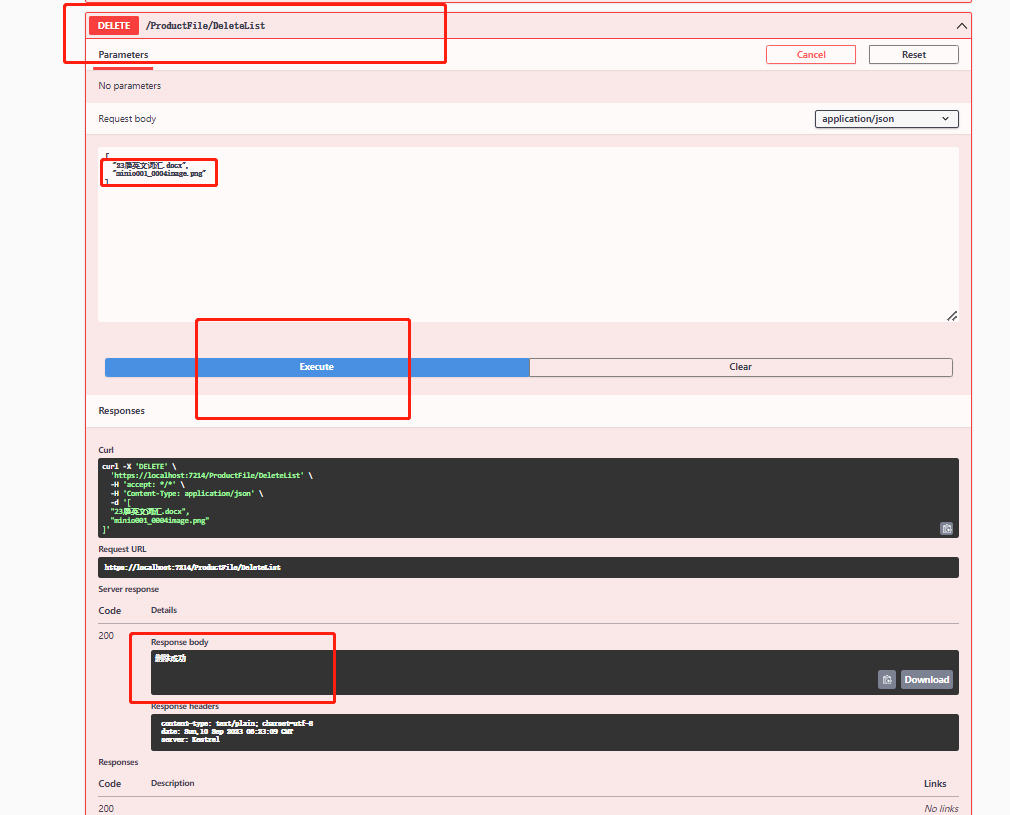 DELETE /ProductFile/DeleteList
Parameters
Cancel
Reset
No parameters
Request body
application/json
[
"23屏英文词汇.docx",
"minio001_0004image.png"
]
Execute
Clear
Responses
Curl
curl -X 'DELETE' \
'https://localhost:7214/ProductFile/DeleteList' \
-H 'accept: */*' \
-H 'Content-Type: application/json' \
-d '[
"23屏英文词汇.docx",
"minio001_0004image.png"
]'
Request URL
https://localhost:7214/ProductFile/DeleteList
Server response
Code Details
200
Response body
删除成功
Download
Response headers
content-type: text/plain; charset=utf-8
date: Sun,10 Sep 2023 08:23:09 GMT
server: Kestrel
Responses
Code Description Links
200 No links